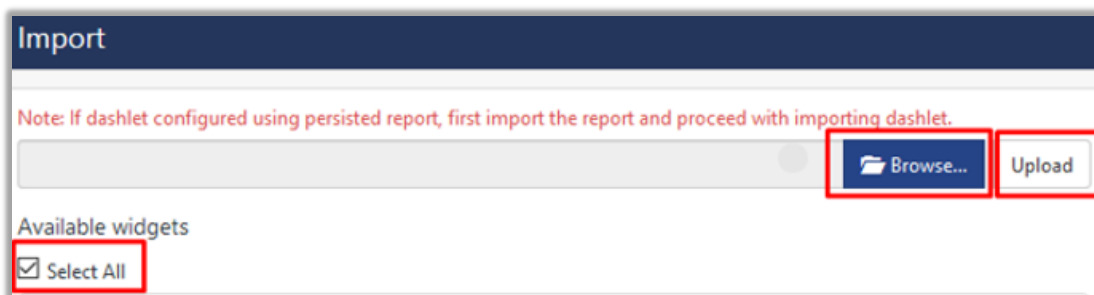 Import
Note: If dashlet configured using persisted report, first import the report and proceed with importing dashlet.
Browse... Upload
Available widgets
Select All